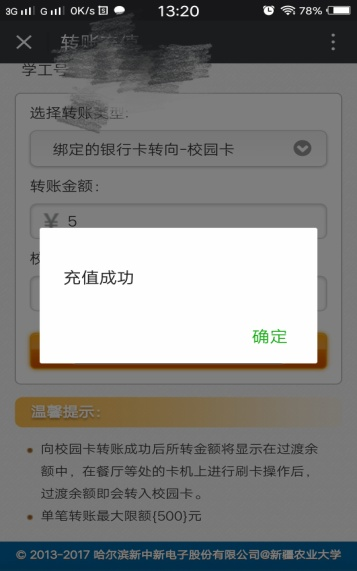 3G G 0K/s 13:20 78%
转账充值
学工号
选择转账类型:
绑定的银行卡转向-校园卡
转账金额:
¥ 5
校
充值成功
确定
温馨提示:
向校园卡转账成功后所转金额将显示在过渡余
额中，在餐厅等处的卡机上进行刷卡操作后，
过渡余额即会转入校园卡。
单笔转账最大限额{500}元
© 2013-2017 哈尔滨新中新电子股份有限公司@新疆农业大学